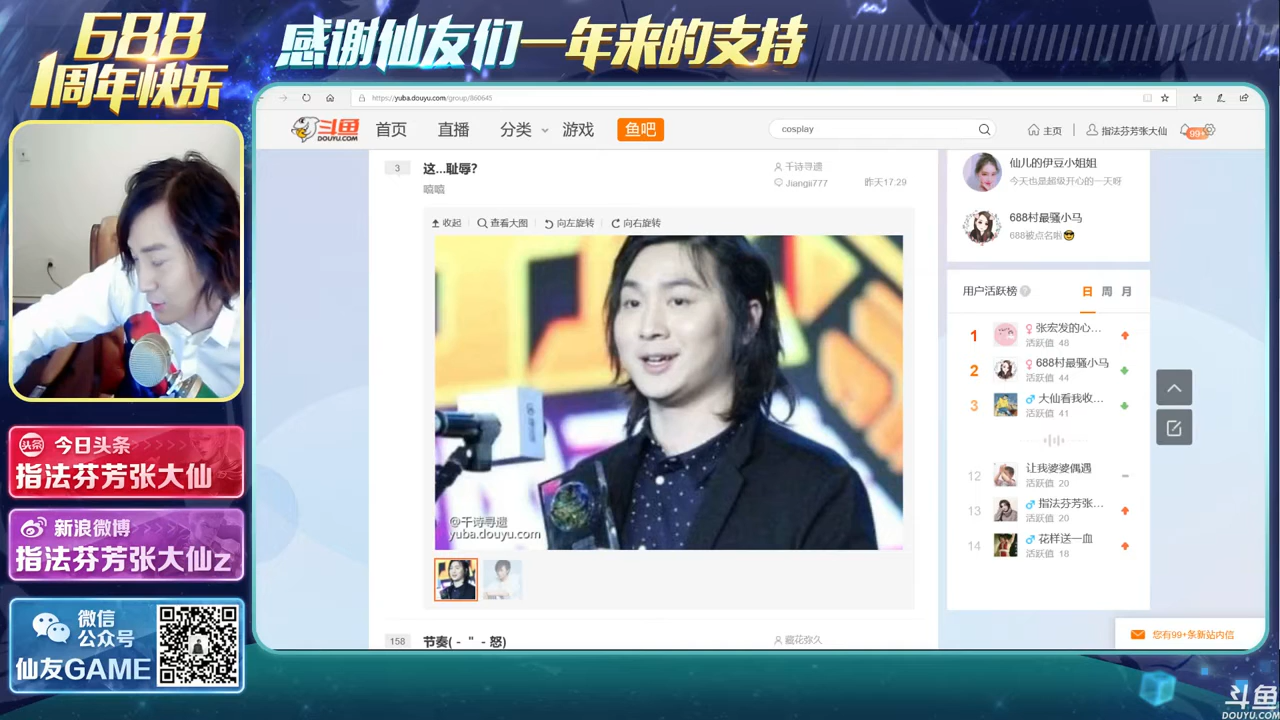 688
1周年快乐
感谢仙友们一年来的支持
https://yuba.douyu.com/group/860645
斗鱼
DOUYU.COM
首页
直播
分类
游戏
鱼吧
cosplay
主页
指法芬芳张大仙
99+
3
这...耻辱?
嘻嘻
千诗寻遗
Jiangii777
昨天17:29
收起
查看大图
向左旋转
向右旋转
@千诗寻遗
yuba.douyu.com
158
节奏( - " - 怒)
藏花弥久
仙儿的伊豆小姐姐
今天也是超级开心的一天呀
688村最骚小马
688被点名啦😎
用户活跃榜
日 周 月
1
张宏发的心...
活跃值 48
2
688村最骚小马
活跃值 44
3
大仙看我收...
活跃值 41
12
让我婆婆偶遇
活跃值 20
13
指法芬芳张...
活跃值 20
14
花样送一血
活跃值 18
您有99+条新站内信
头条
今日头条
指法芬芳张大仙
新浪微博
指法芬芳张大仙z
微信
公众号
仙友GAME
斗鱼
DOUYU.COM